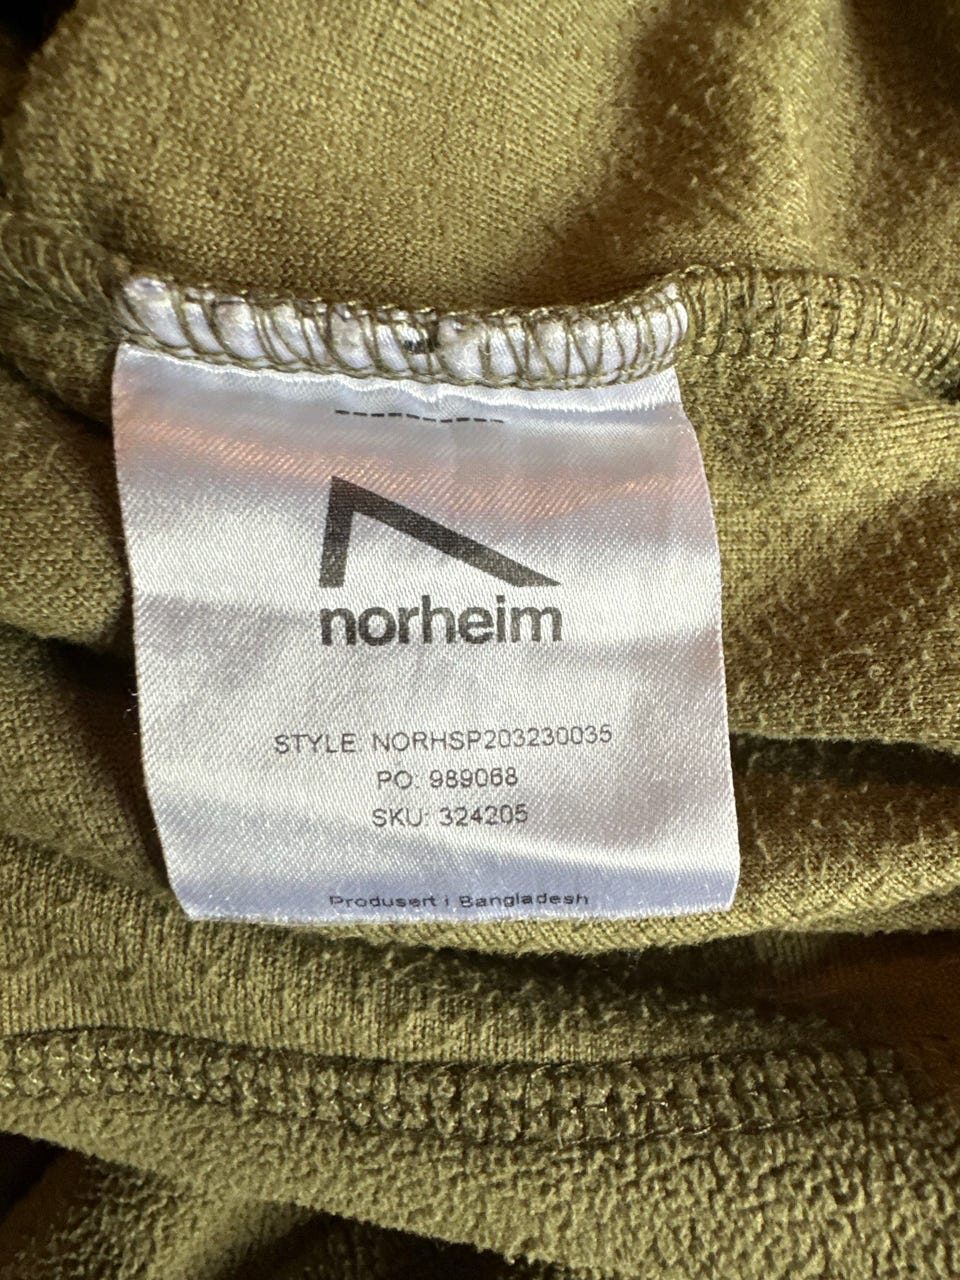 norheim
STYLE NORHSP203230035
PO: 989068
SKU: 324205
Produsert i Bangladesh